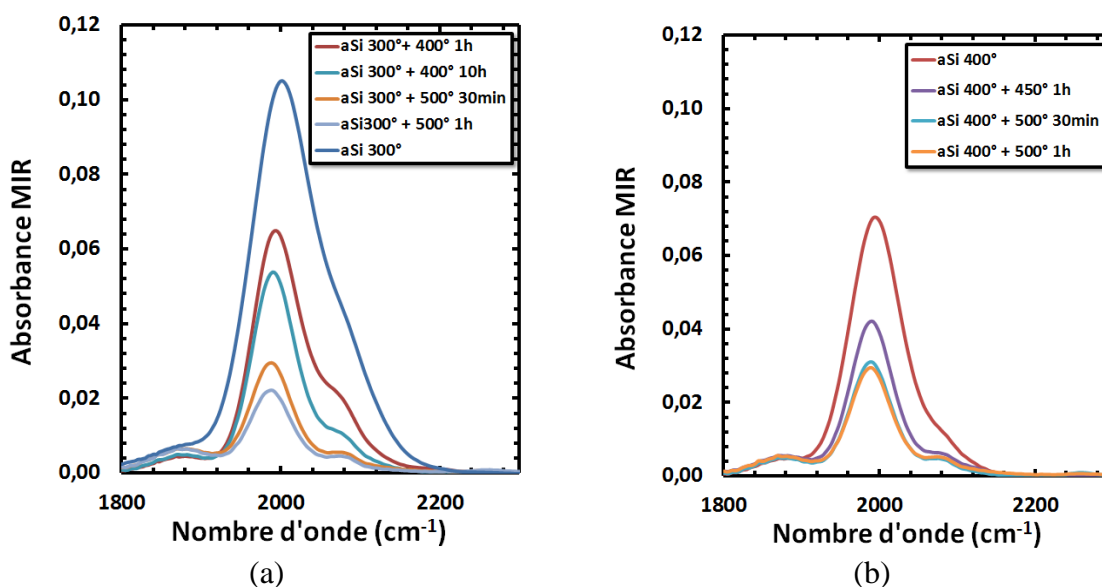 0,12
0,10
0,08
0,06
0,04
0,02
0,00
Absorbance MIR
aSi 300°+ 400° 1h
aSi 300° + 400° 10h
aSi 300° + 500° 30min
aSi300° + 500° 1h
aSi 300°
1800
2000
2200
Nombre d'onde (cm-1)
(a)
0,12
0,10
0,08
0,06
0,04
0,02
0,00
Absorbance MIR
aSi 400°
aSi 400° + 450° 1h
aSi 400° + 500° 30min
aSi 400° + 500° 1h
1800
2000
2200
Nombre d'onde (cm-1)
(b)